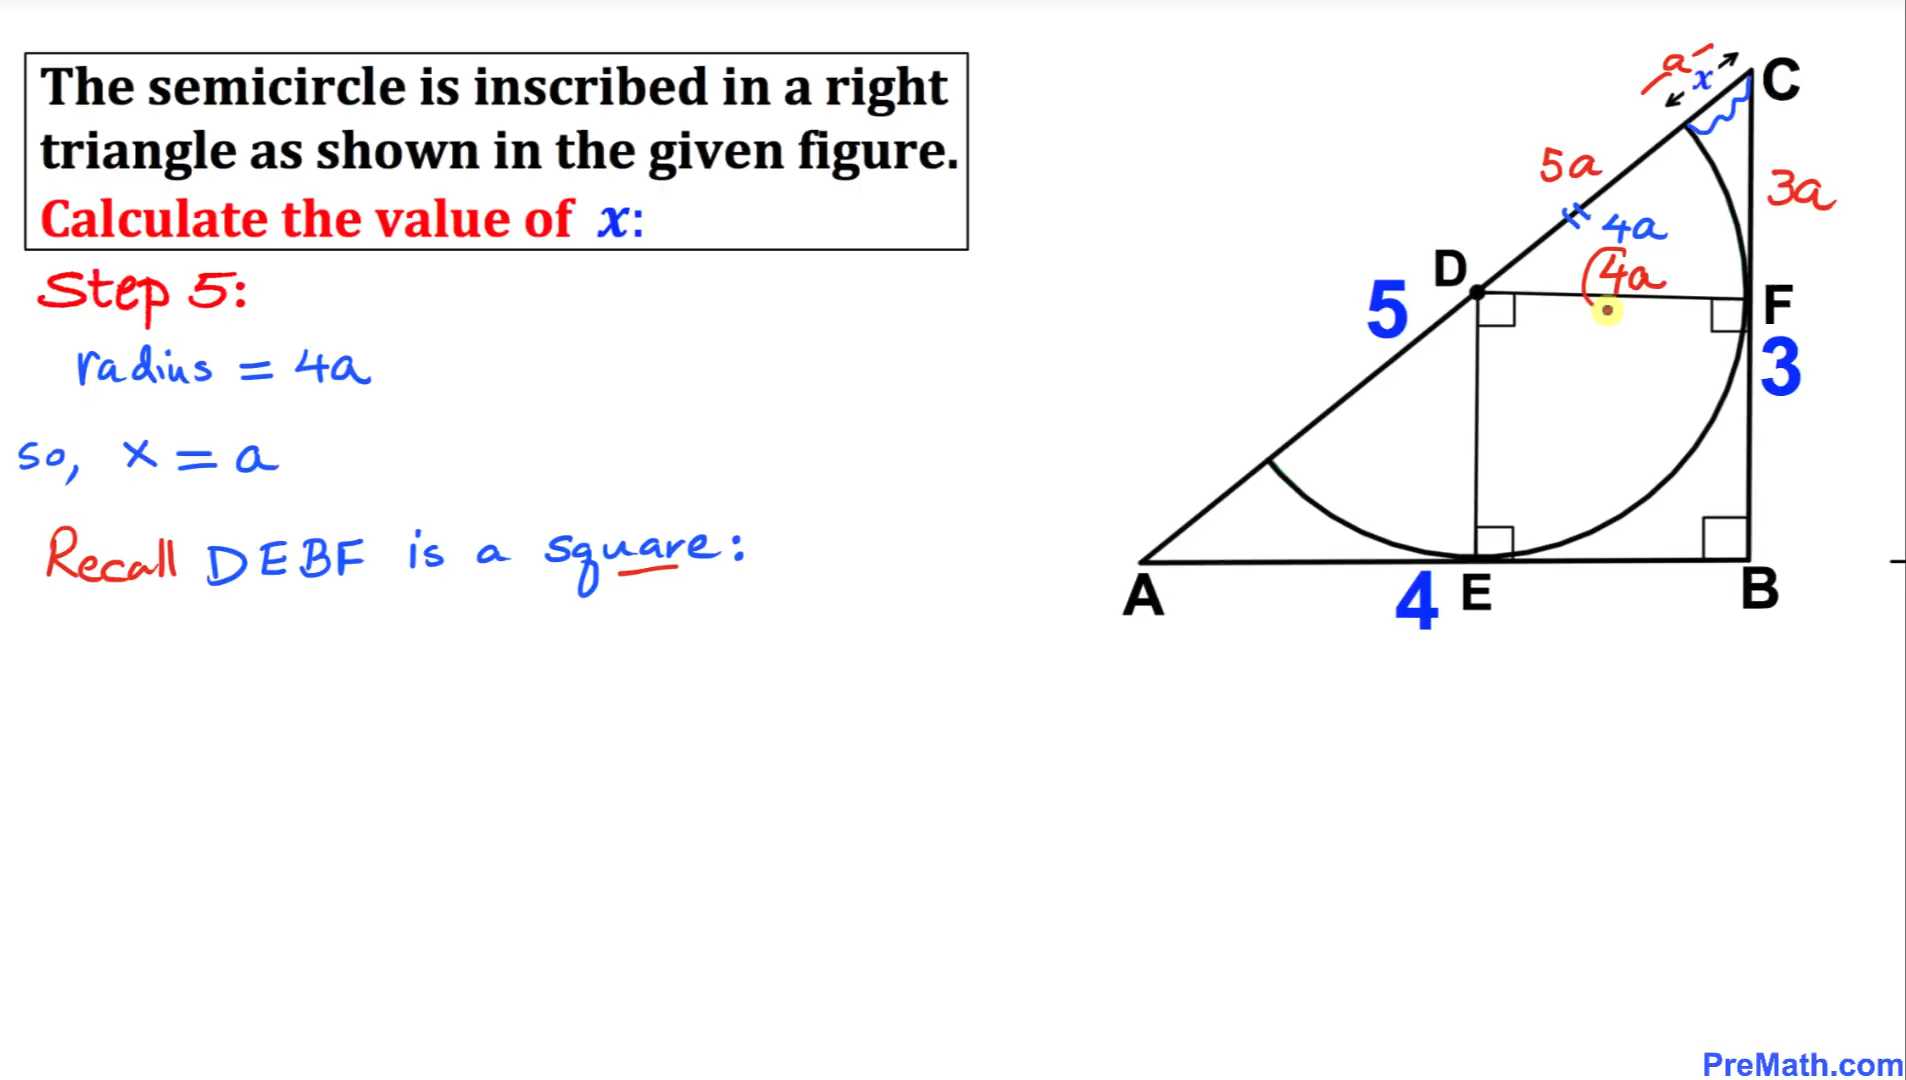 The semicircle is inscribed in a right
triangle as shown in the given figure.
Calculate the value of x:
Step 5:
radius = 4a
so, x = a
Recall DEBF is a square:
a
x
C
5a
3a
4a
D
4a
F
5
3
A
4
E
B
PreMath.com